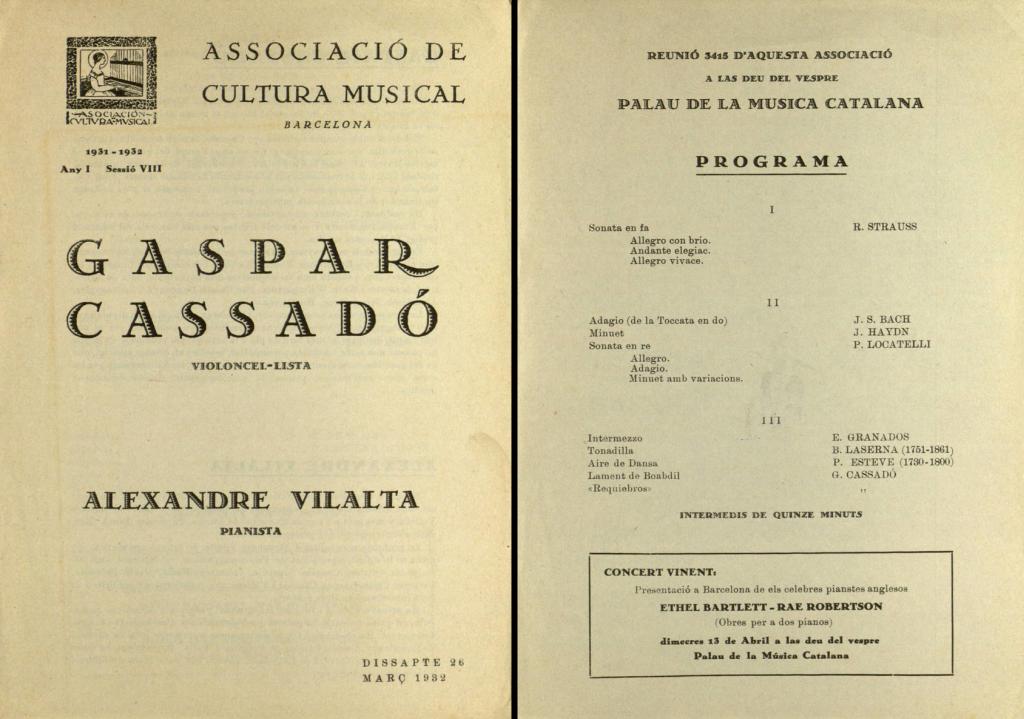 ASOCIACIÓN
CVLTVRA·MVSICAL
ASSOCIACIÓ DE
CULTURA MUSICAL
BARCELONA
1931 - 1932
Any I Sessió VIII
GASPAR
CASSADÓ
VIOLONCEL-LISTA
ALEXANDRE VILALTA
PIANISTA
DISSAPTE 26
MARÇ 1932
REUNIÓ 3415 D'AQUESTA ASSOCIACIÓ
A LAS DEU DEL VESPRE
PALAU DE LA MUSICA CATALANA
PROGRAMA
I
Sonata en fa R. STRAUSS
Allegro con brio.
Andante elegiac.
Allegro vivace.
II
Adagio (de la Toccata en do) J. S. BACH
Minuet J. HAYDN
Sonata en re P. LOCATELLI
Allegro.
Adagio.
Minuet amb variacions.
III
Intermezzo E. GRANADOS
Tonadilla B. LASERNA (1751-1861)
Aire de Dansa P. ESTEVE (1730-1800)
Lament de Boabdil G. CASSADÓ
«Requiebros» "
INTERMEDIS DE QUINZE MINUTS
CONCERT VINENT:
Presentació a Barcelona de els celebres pianstes anglesos
ETHEL BARTLETT - RAE ROBERTSON
(Obres per a dos pianos)
dimecres 13 de Abril a las deu del vespre
Palau de la Música Catalana